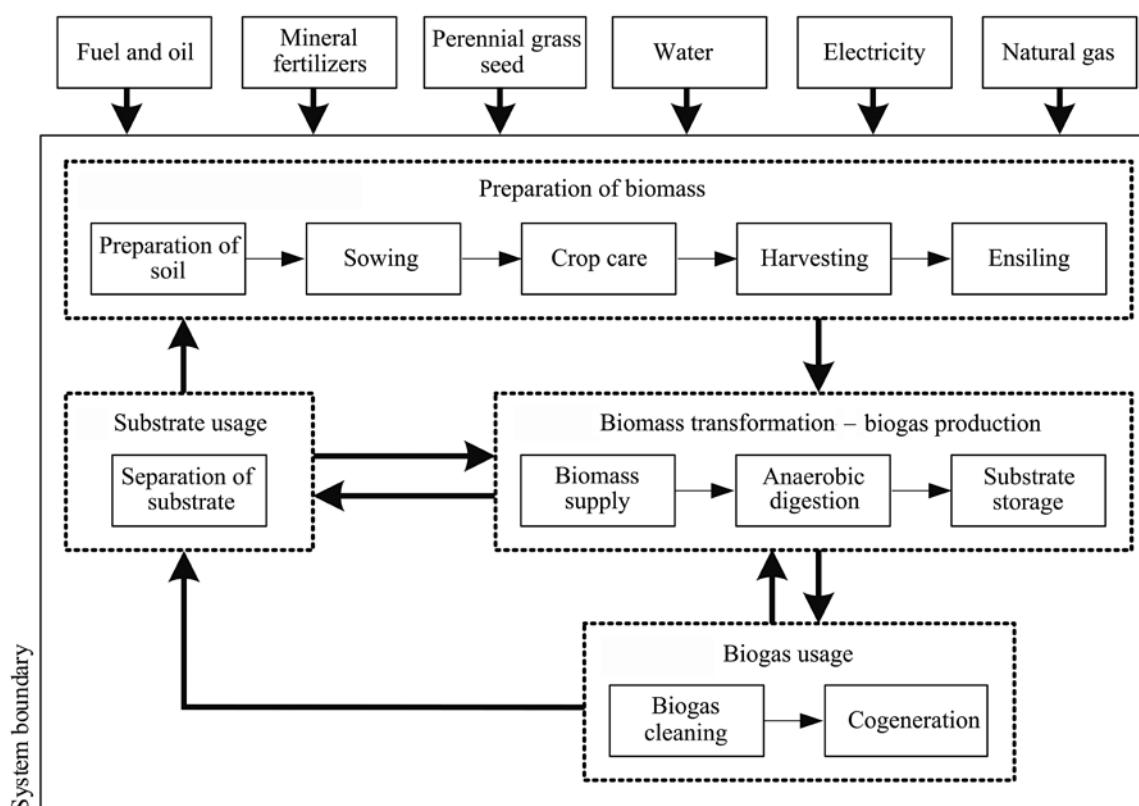 Fuel and oil
Mineral
fertilizers
Perennial grass
seed
Water
Electricity
Natural gas
Preparation of biomass
Preparation of
soil
Sowing
Crop care
Harvesting
Ensiling
Substrate usage
Separation of
substrate
Biomass transformation – biogas production
Biomass
supply
Anaerobic
digestion
Substrate
storage
Biogas usage
Biogas
cleaning
Cogeneration
System boundary